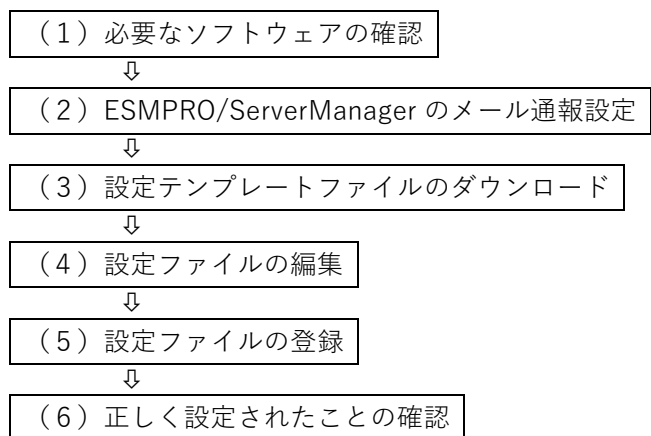 （１）必要なソフトウェアの確認
⇩
（２）ESMPRO/ServerManager のメール通報設定
⇩
（３）設定テンプレートファイルのダウンロード
⇩
（４）設定ファイルの編集
⇩
（５）設定ファイルの登録
⇩
（６）正しく設定されたことの確認